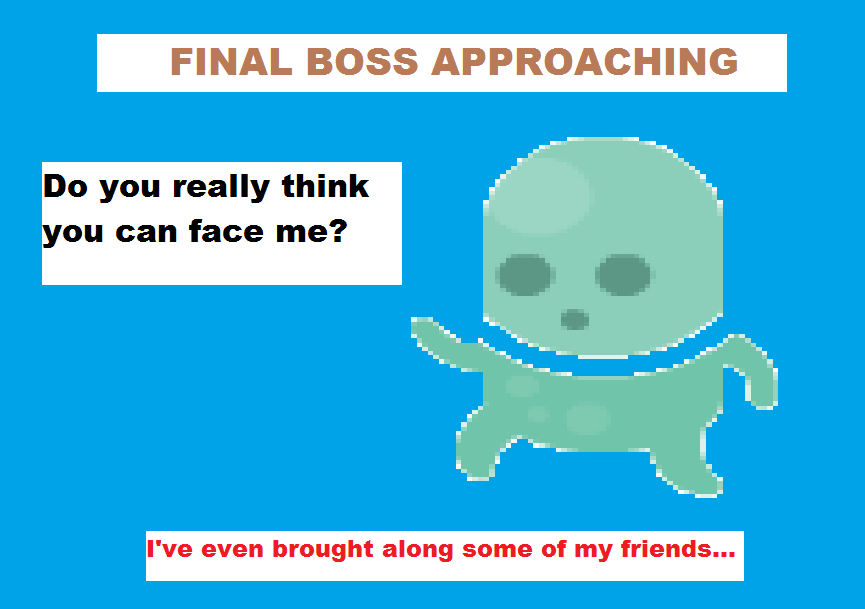 FINAL BOSS APPROACHING
Do you really think
you can face me?
I've even brought along some of my friends...